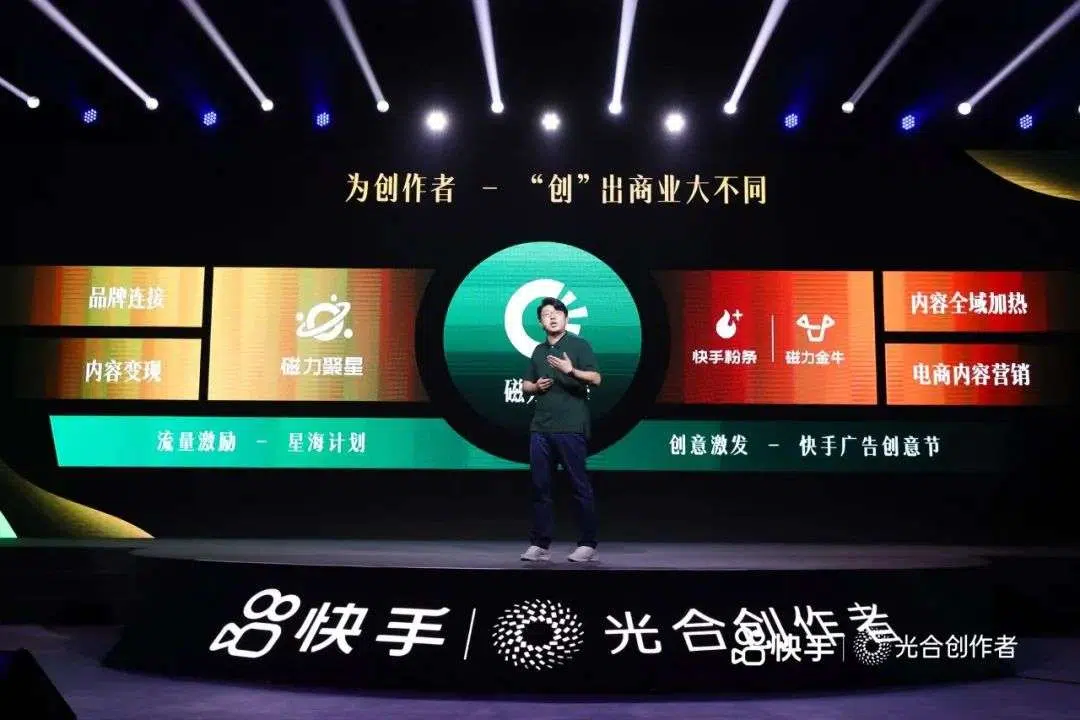 为创作者 － “创”出商业大不同
品牌连接
内容变现
磁力聚星
磁
快手粉条
磁力金牛
内容全域加热
电商内容营销
流量激励 － 星海计划
创意激发 － 快手广告创意节
快手 | 光合创作者
快手 | 光合创作者